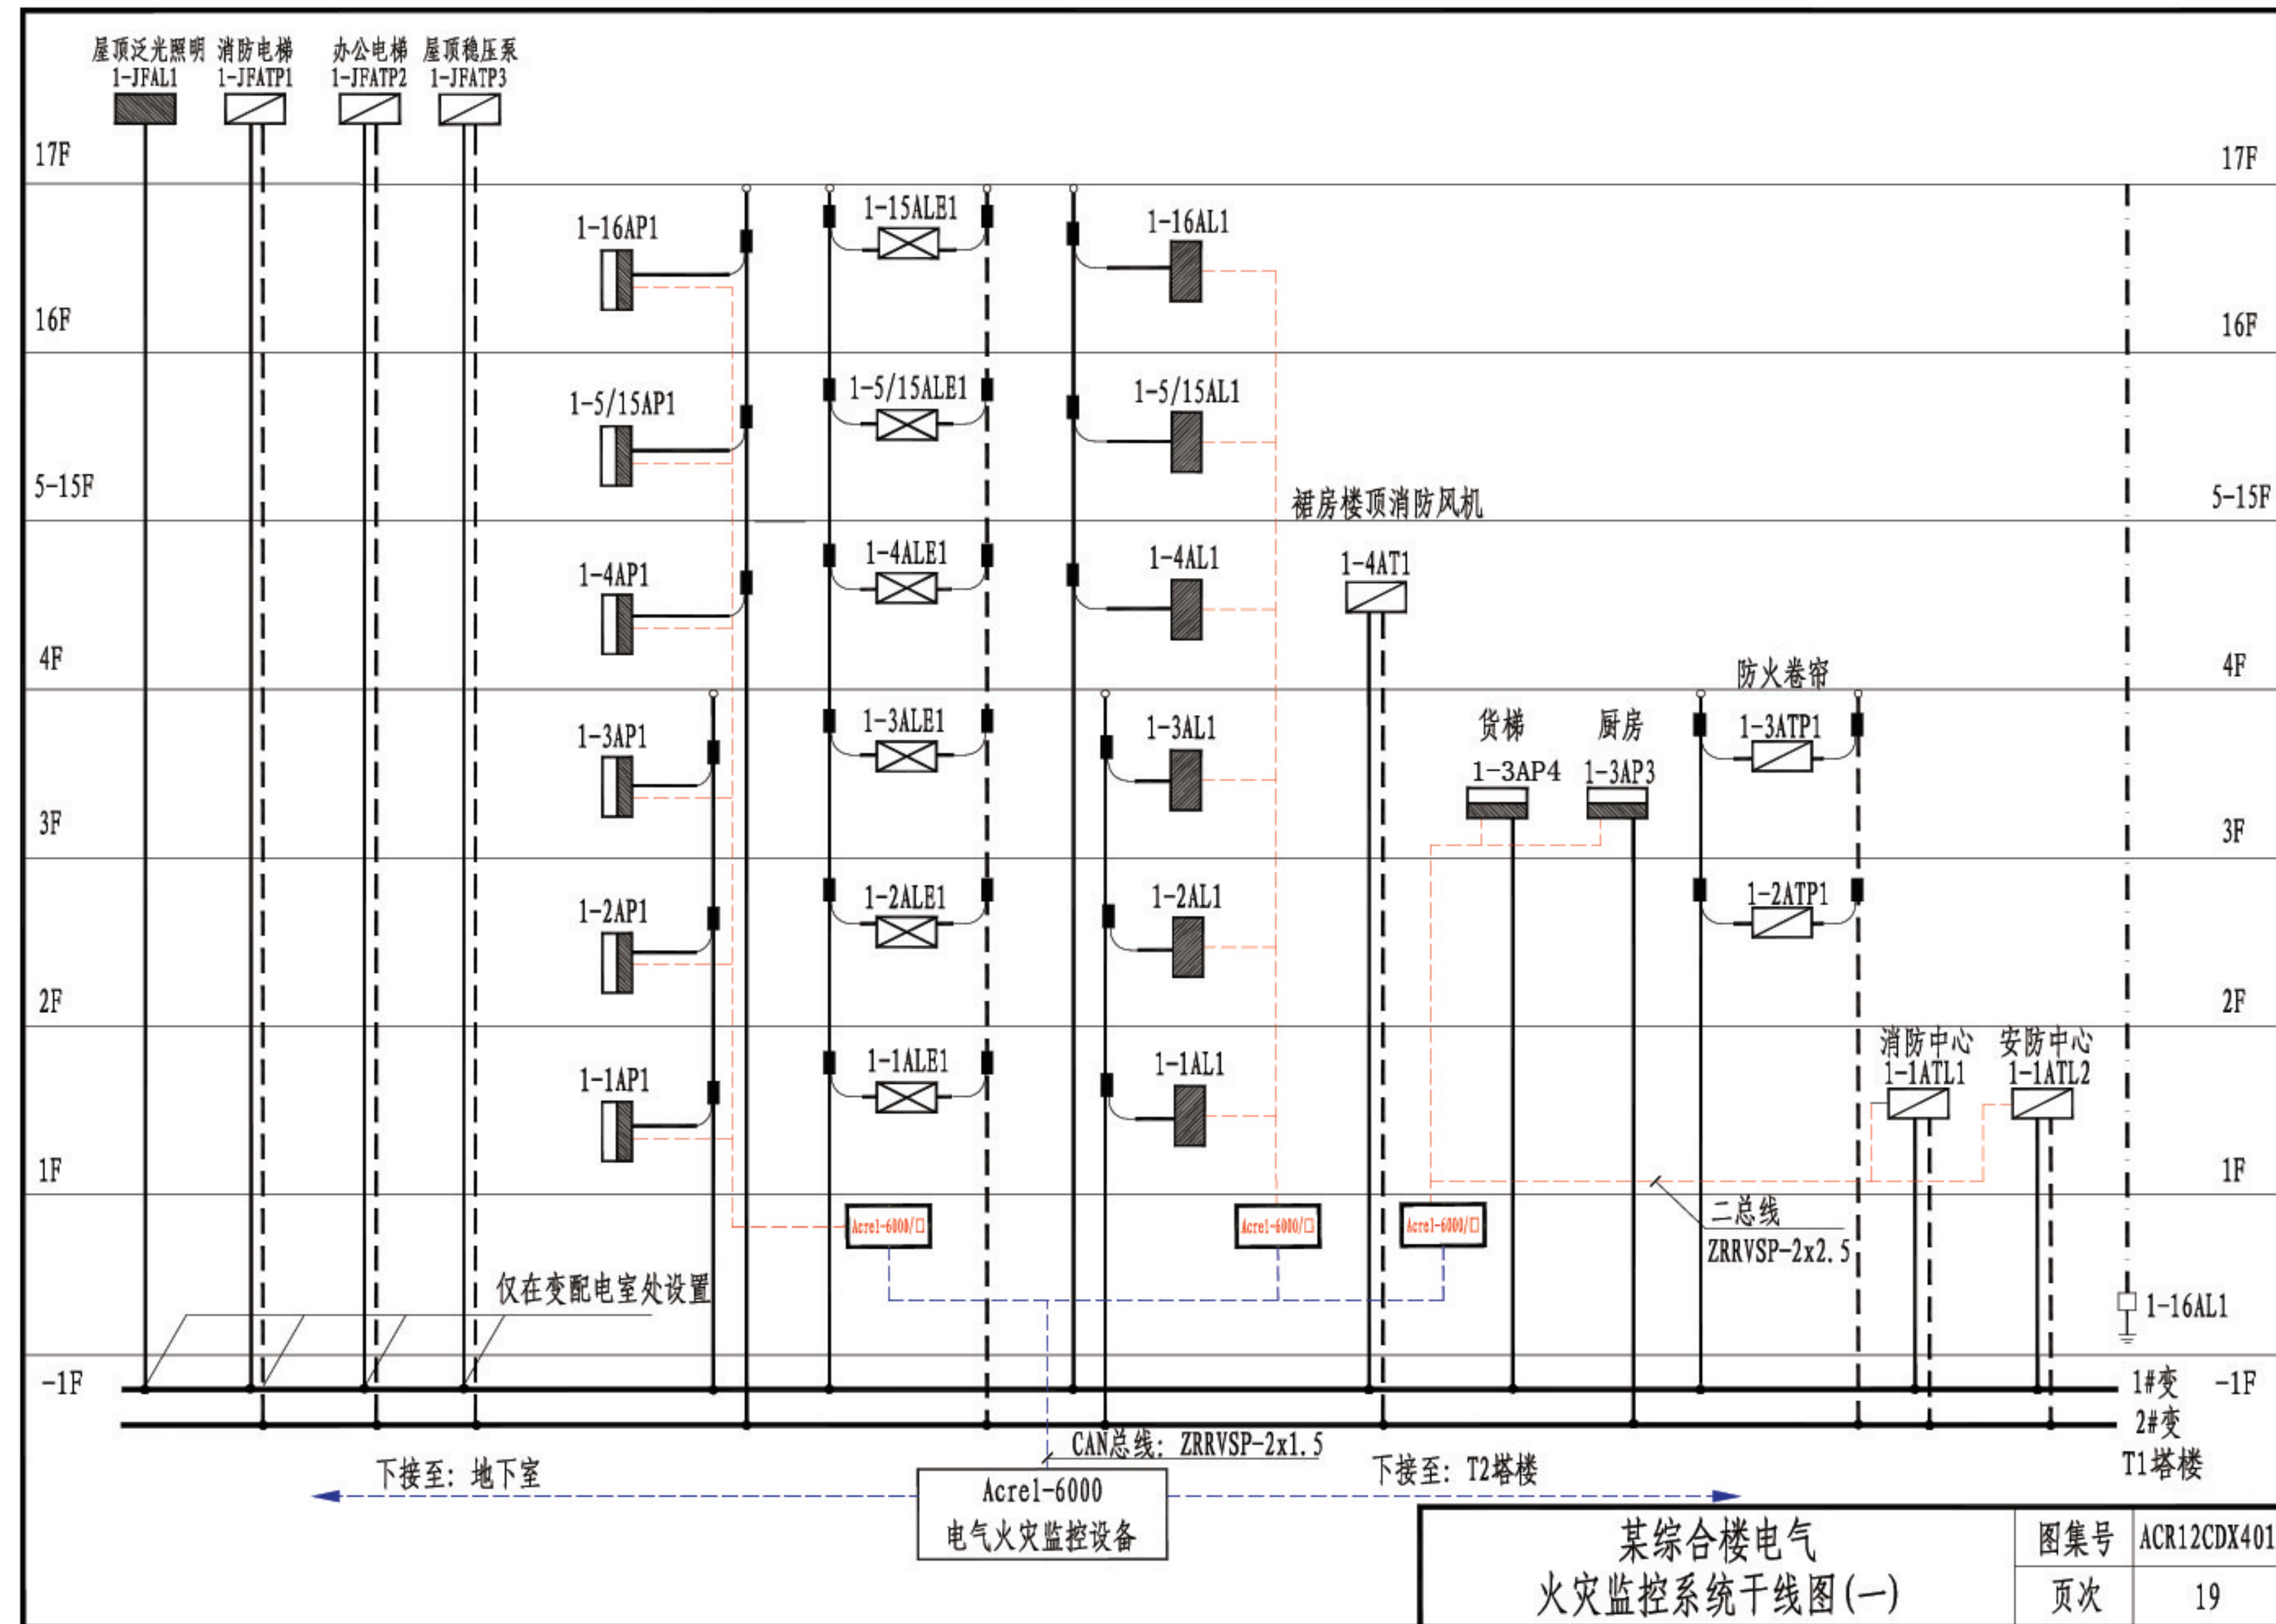 屋顶泛光照明 消防电梯 办公电梯 屋顶稳压泵
1-JFAL1 1-JFATP1 1-JFATP2 1-JFATP3
17F 17F
1-15ALE1
1-16AP1 1-16AL1
16F 16F
1-5/15AP1 1-5/15ALE1 1-5/15AL1
5-15F 5-15F
裙房楼顶消防风机
1-4AP1 1-4ALE1 1-4AL1 1-4AT1
4F 4F
防火卷帘
1-3AP1 1-3ALE1 1-3AL1 货梯 厨房 1-3ATP1
1-3AP4 1-3AP3
3F 3F
1-2AP1 1-2ALE1 1-2AL1 1-2ATP1
2F 2F
消防中心 安防中心
1-1AP1 1-1ALE1 1-1AL1 1-1ATL1 1-1ATL2
1F 1F
Acrel-6000/□ Acrel-6000/□ Acrel-6000/□
二总线
ZRRVSP-2x2.5
仅在变配电室处设置
1-16AL1
-1F 1#变 -1F
2#变
CAN总线: ZRRVSP-2x1.5
T1塔楼
下接至: 地下室 下接至: T2塔楼
Acrel-6000
电气火灾监控设备
某综合楼电气
火灾监控系统干线图(一)
图集号 ACR12CDX401
页次 19